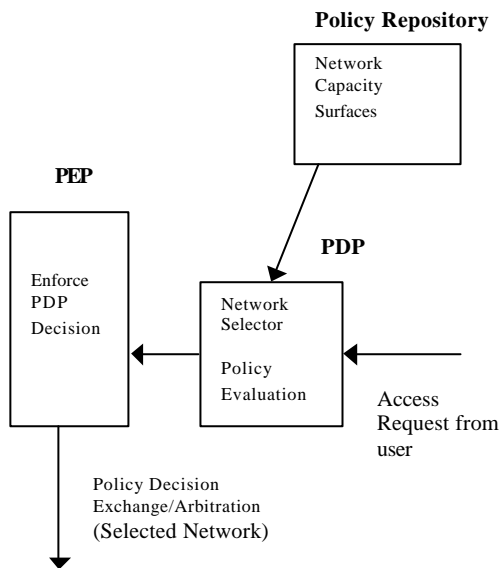 Policy Repository
Network
Capacity
Surfaces
PEP
PDP
Enforce
PDP
Decision
Network
Selector
Policy
Evaluation
Access
Request from
user
Policy Decision
Exchange/Arbitration
(Selected Network)